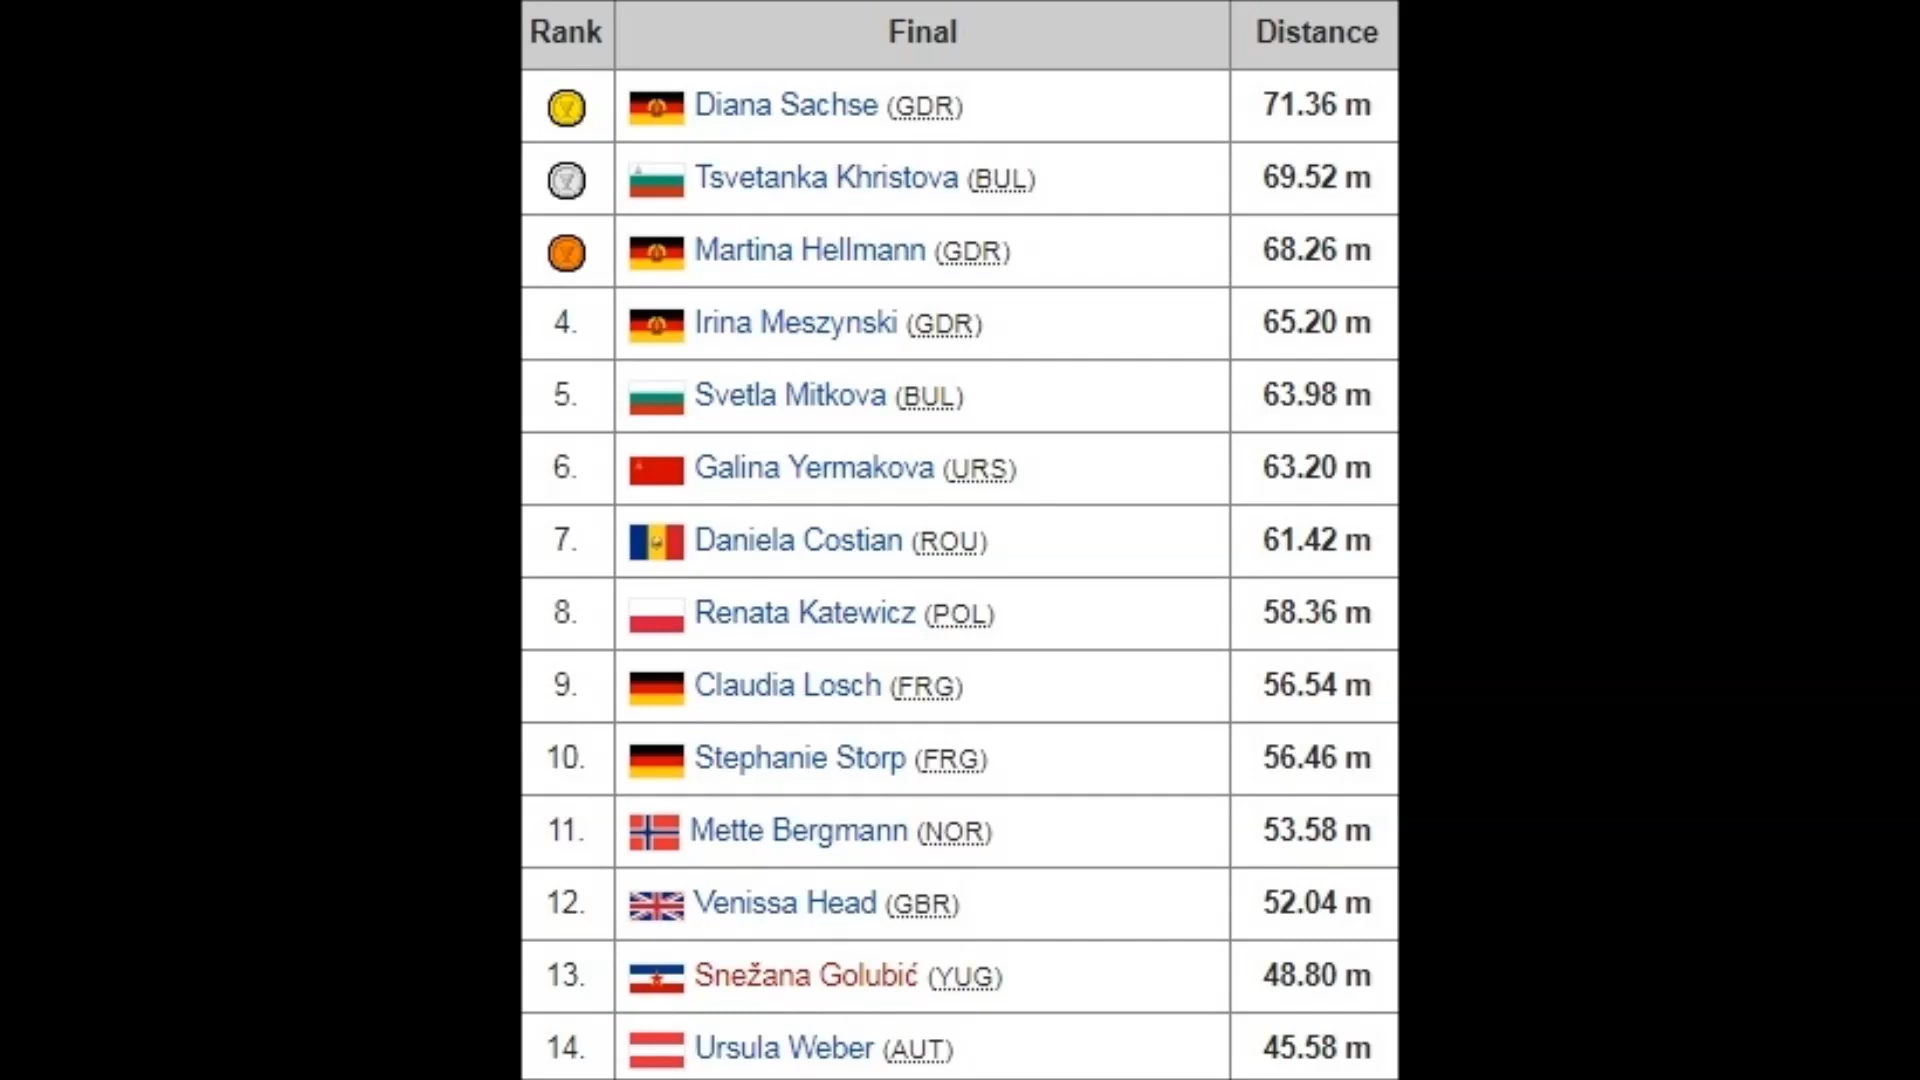 Rank Final Distance
Diana Sachse (GDR) 71.36 m
Tsvetanka Khristova (BUL) 69.52 m
Martina Hellmann (GDR) 68.26 m
4. Irina Meszynski (GDR) 65.20 m
5. Svetla Mitkova (BUL) 63.98 m
6. Galina Yermakova (URS) 63.20 m
7. Daniela Costian (ROU) 61.42 m
8. Renata Katewicz (POL) 58.36 m
9. Claudia Losch (FRG) 56.54 m
10. Stephanie Storp (FRG) 56.46 m
11. Mette Bergmann (NOR) 53.58 m
12. Venissa Head (GBR) 52.04 m
13. Snežana Golubić (YUG) 48.80 m
14. Ursula Weber (AUT) 45.58 m